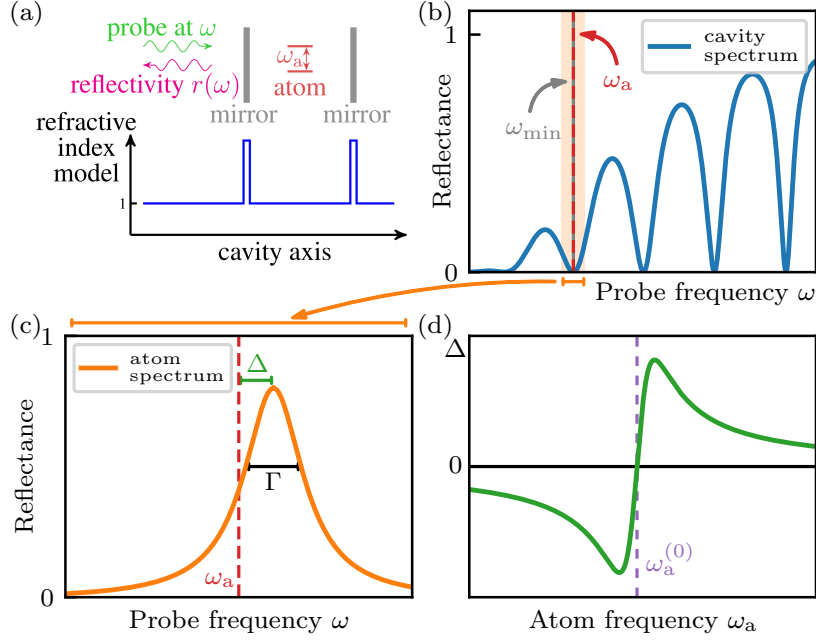 (a)
probe at ω
reflectivity r(ω)
ωₐ
atom
mirror
mirror
refractive
index
model
1
cavity axis
(b)
1
0
Reflectance
cavity
spectrum
ωₐ
ω_min
Probe frequency ω
(c)
1
0
Reflectance
atom
spectrum
Δ
Γ
ωₐ
Probe frequency ω
(d)
Δ
0
ωₐ⁽⁰⁾
Atom frequency ωₐ